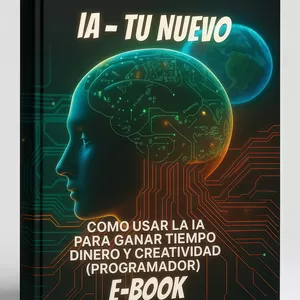 IA - TU NUEVO
COMO USAR LA IA
PARA GANAR TIEMPO
DINERO Y CREATIVIDAD
(PROGRAMADOR)
E-BOOK